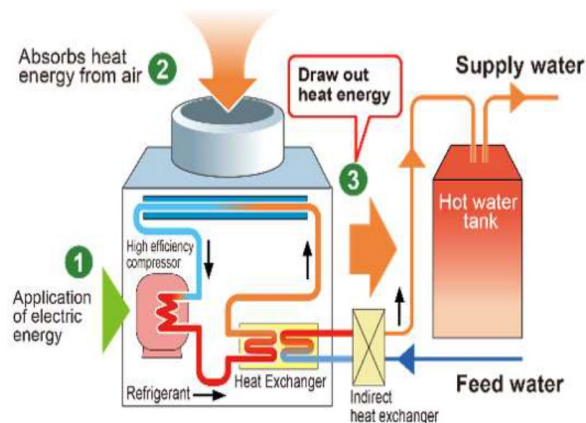 Absorbs heat
energy from air
2
Draw out
heat energy
3
Supply water
Hot water
tank
High efficiency
compressor
1
Application
of electric
energy
Refrigerant
Heat Exchanger
Indirect
heat exchanger
Feed water